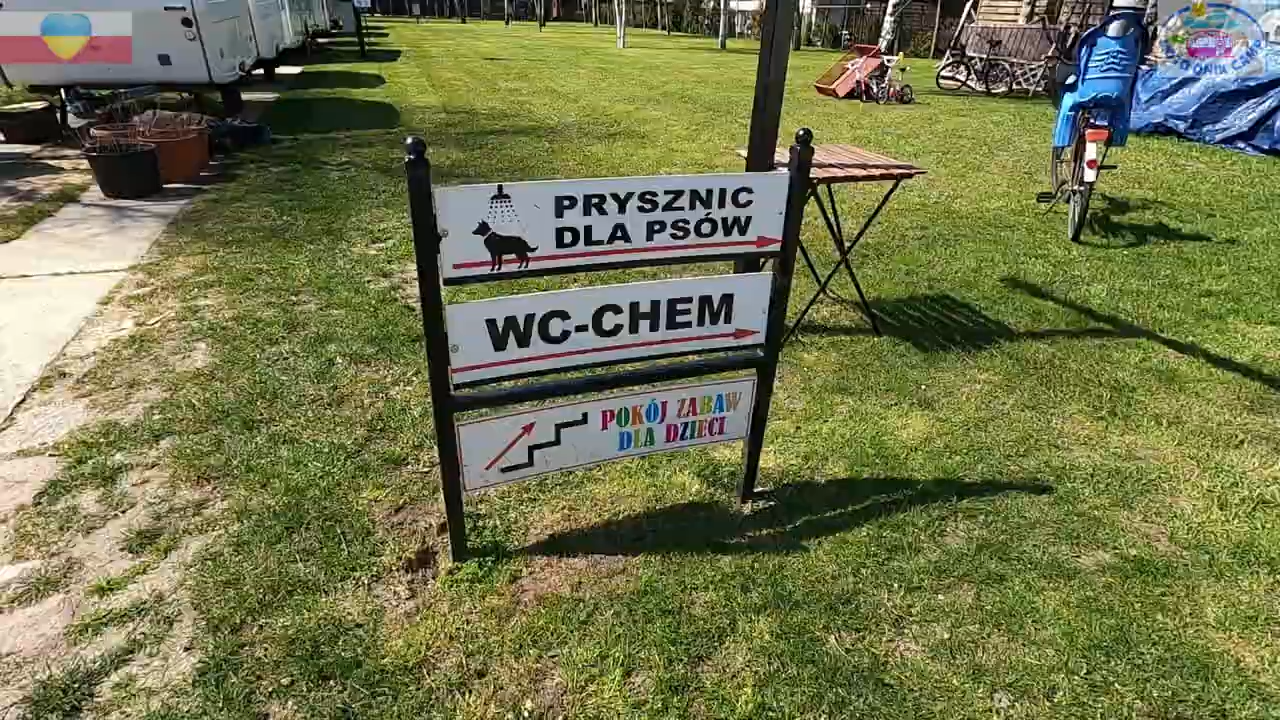 PRYSZNIC
DLA PSÓW
WC-CHEM
POKÓJ ZABAW
DLA DZIECI